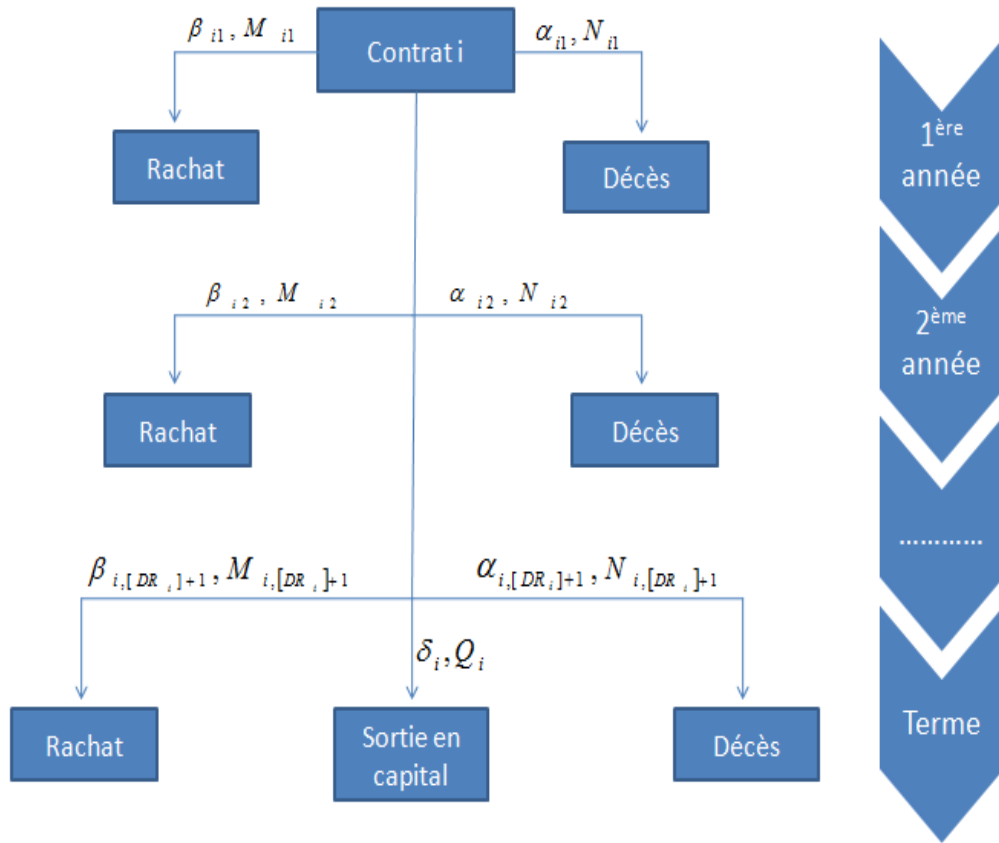 β i1 , M i1
Contrat i
α i1 , N i1
Rachat
Décès
1ère
année
β i2 , M i2
α i2 , N i2
2ème
année
Rachat
Décès
…………
β i,[DR i]+1 , M i,[DR i]+1
α i,[DR i]+1 , N i,[DR i]+1
δ i , Q i
Rachat
Sortie en
capital
Décès
Terme